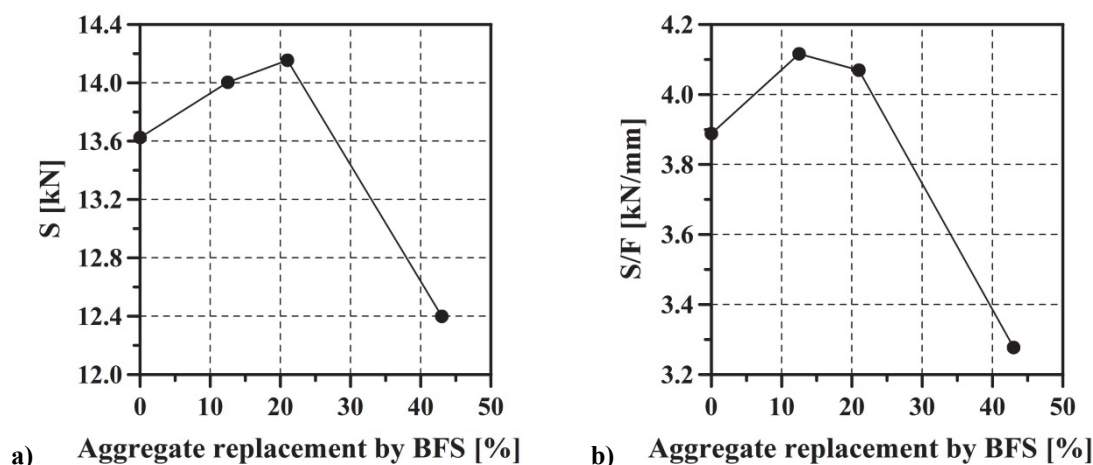 14.4
14.0
13.6
13.2
12.8
12.4
12.0
S [kN]
0 10 20 30 40 50
a) Aggregate replacement by BFS [%]
4.2
4.0
3.8
3.6
3.4
3.2
S/F [kN/mm]
0 10 20 30 40 50
b) Aggregate replacement by BFS [%]